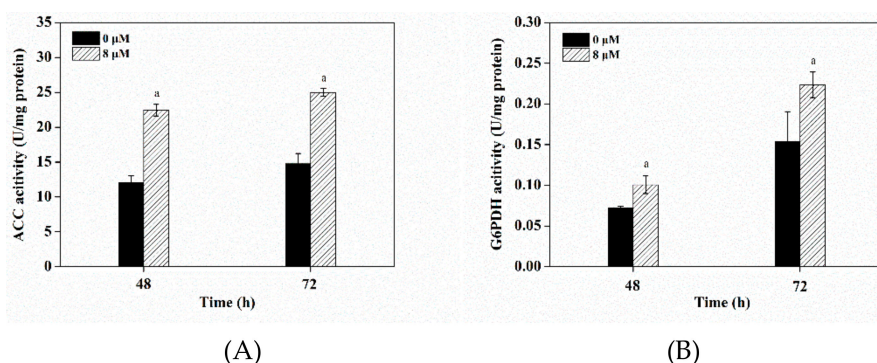 35
30
25
20
15
10
5
0
ACC acitivity (U/mg protein)
0 μM
8 μM
a
a
48
72
Time (h)
(A)
0.30
0.25
0.20
0.15
0.10
0.05
0.00
G6PDH acitivity (U/mg protein)
0 μM
8 μM
a
a
48
72
Time (h)
(B)